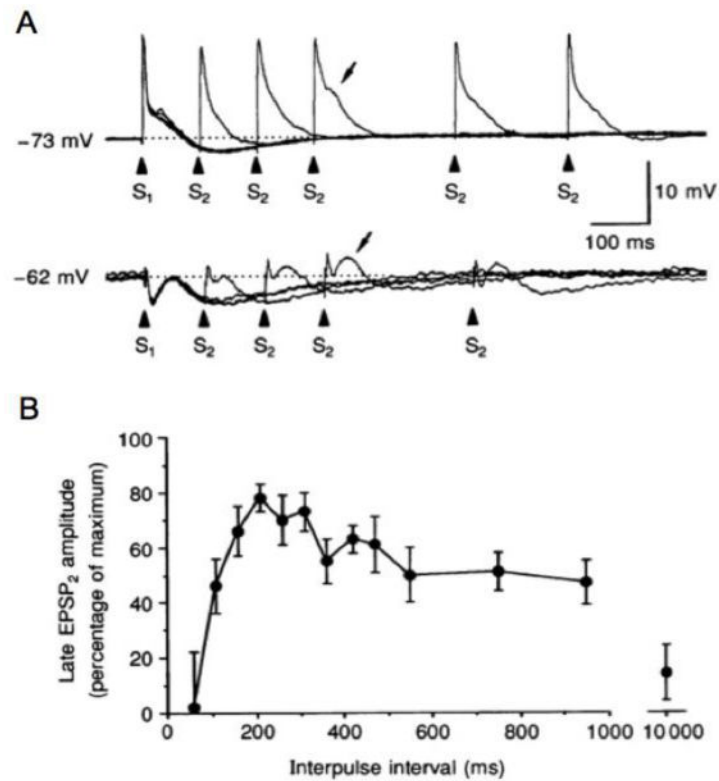 A
−73 mV
S₁ S₂ S₂ S₂ S₂ S₂
10 mV
100 ms
−62 mV
S₁ S₂ S₂ S₂ S₂
B
Late EPSP₂ amplitude
(percentage of maximum)
100
80
60
40
20
0
0 200 400 600 800 1000 10 000
Interpulse interval (ms)